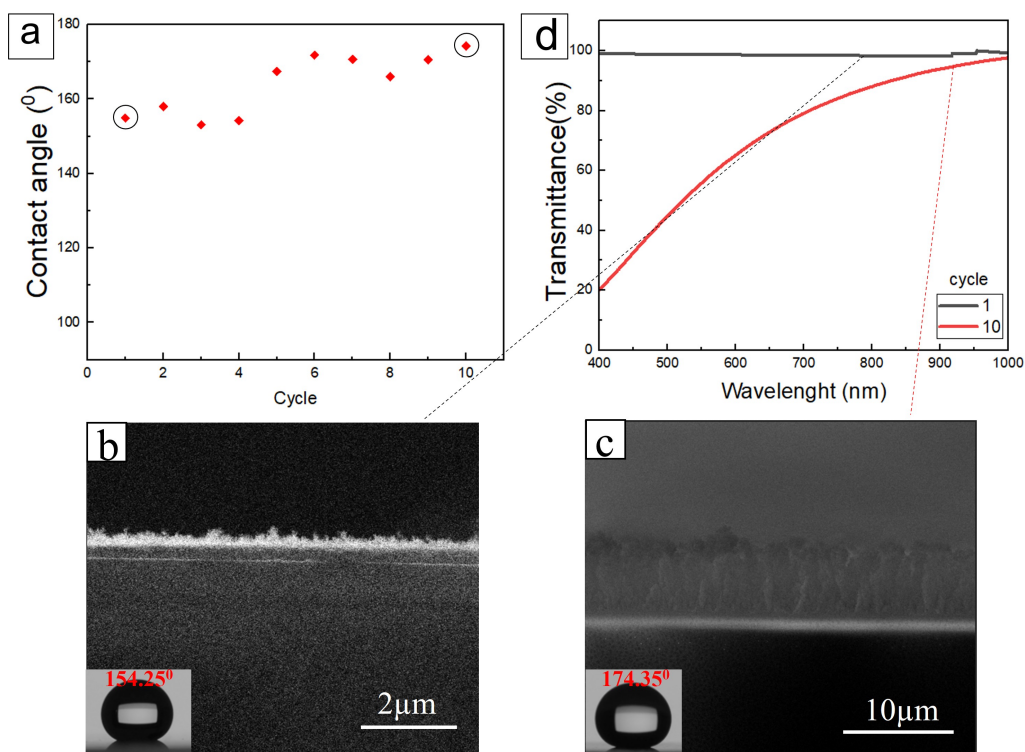 a
Contact angle (⁰)
180
160
140
120
100
0 2 4 6 8 10
Cycle
d
Transmittance(%)
100
80
60
40
20
0
400 500 600 700 800 900 1000
Wavelenght (nm)
cycle
1
10
b
154.25⁰
2µm
c
174.35⁰
10µm